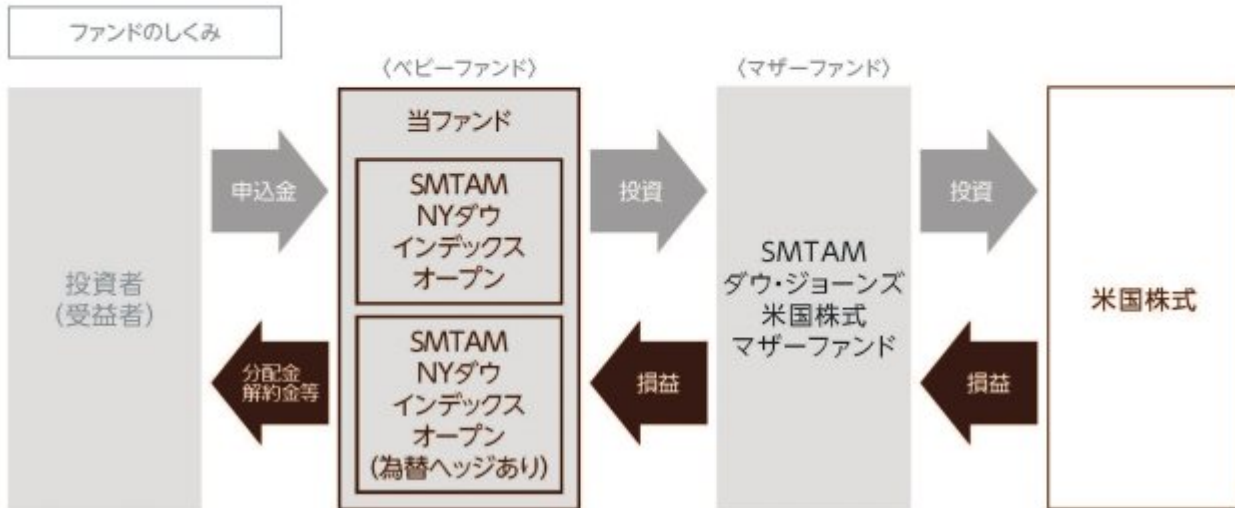 ファンドのしくみ
〈ベビーファンド〉
〈マザーファンド〉
投資者
(受益者)
申込金
分配金
解約金等
当ファンド
SMTAM
NYダウ
インデックス
オープン
SMTAM
NYダウ
インデックス
オープン
(為替ヘッジあり)
投資
損益
SMTAM
ダウ・ジョーンズ
米国株式
マザーファンド
投資
損益
米国株式